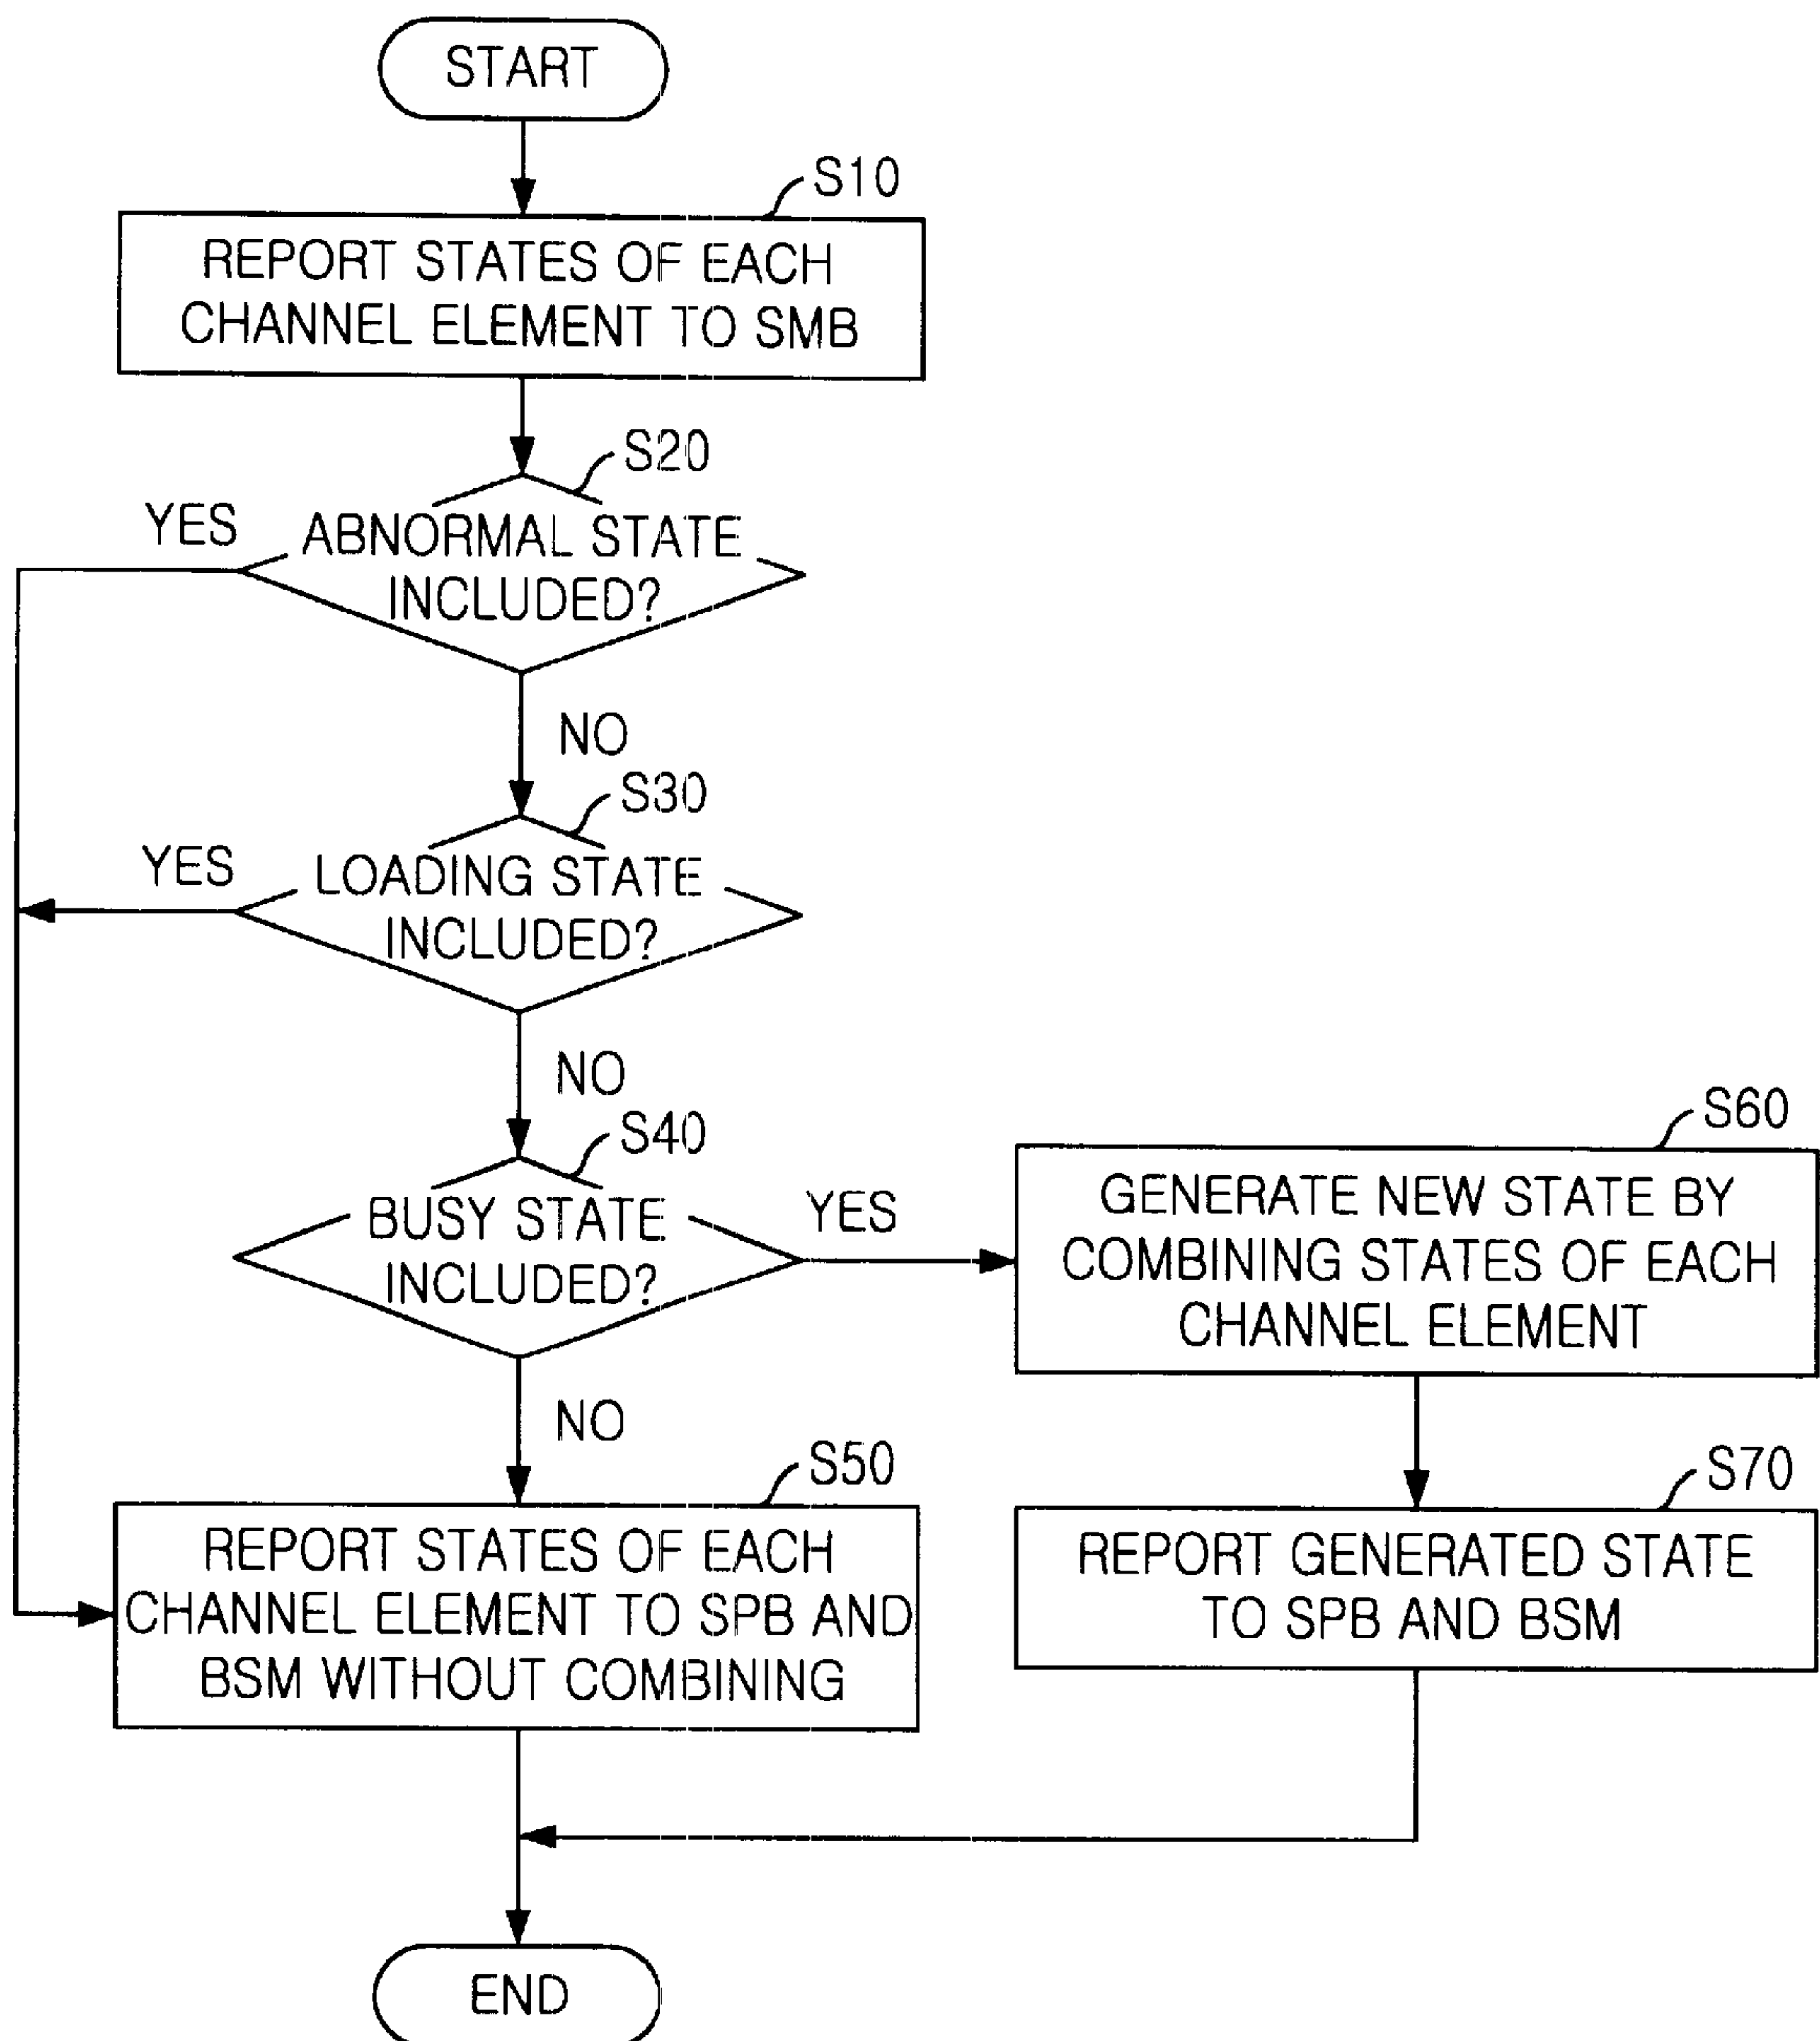 START
S10
REPORT STATES OF EACH
CHANNEL ELEMENT TO SMB
S20
YES
ABNORMAL STATE
INCLUDED?
NO
S30
YES
LOADING STATE
INCLUDED?
NO
S40
BUSY STATE
INCLUDED?
YES
S60
GENERATE NEW STATE BY
COMBINING STATES OF EACH
CHANNEL ELEMENT
NO
S50
REPORT STATES OF EACH
CHANNEL ELEMENT TO SPB AND
BSM WITHOUT COMBINING
S70
REPORT GENERATED STATE
TO SPB AND BSM
END